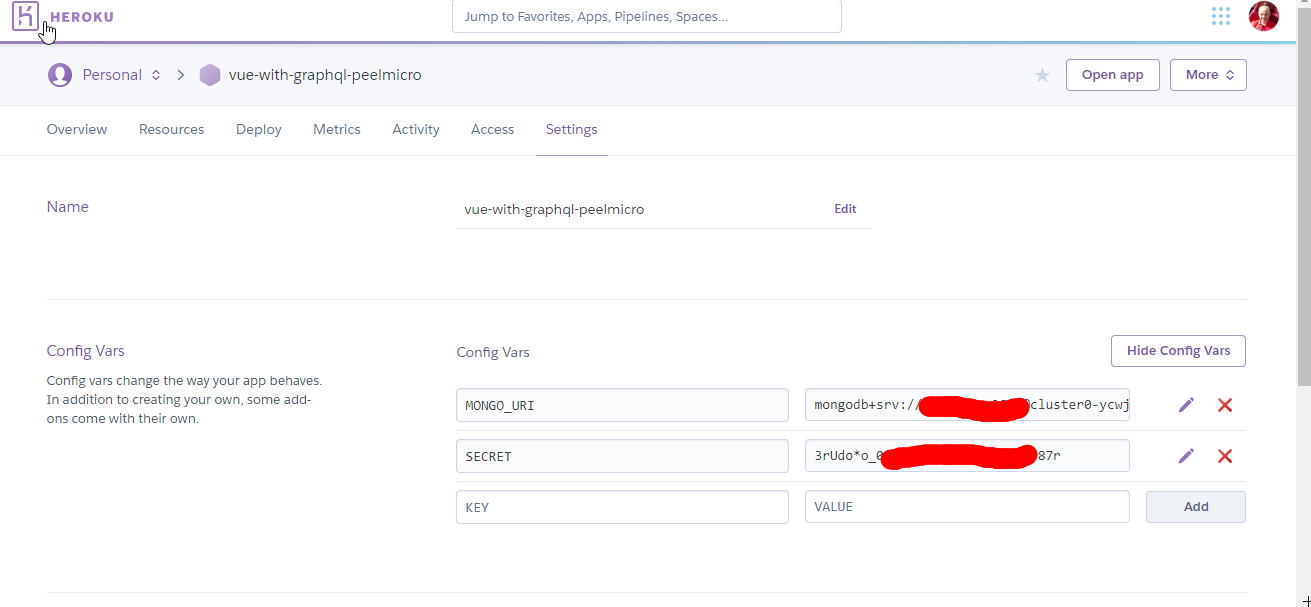 HEROKU
Jump to Favorites, Apps, Pipelines, Spaces...
Personal
vue-with-graphql-peelmicro
Open app
More
Overview Resources Deploy Metrics Activity Access Settings
Name
vue-with-graphql-peelmicro
Edit
Config Vars
Config vars change the way your app behaves.
In addition to creating your own, some add-
ons come with their own.
Config Vars
Hide Config Vars
MONGO_URI
mongodb+srv:// cluster0-ycwj
SECRET
3rUdo*o_ 87r
KEY
VALUE
Add